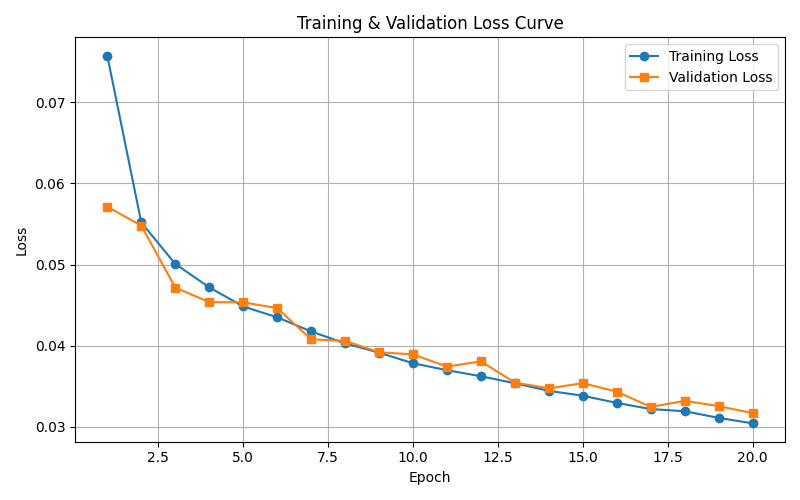 Training & Validation Loss Curve
Training Loss
Validation Loss
0.07
0.06
0.05
0.04
0.03
Loss
2.5
5.0
7.5
10.0
12.5
15.0
17.5
20.0
Epoch